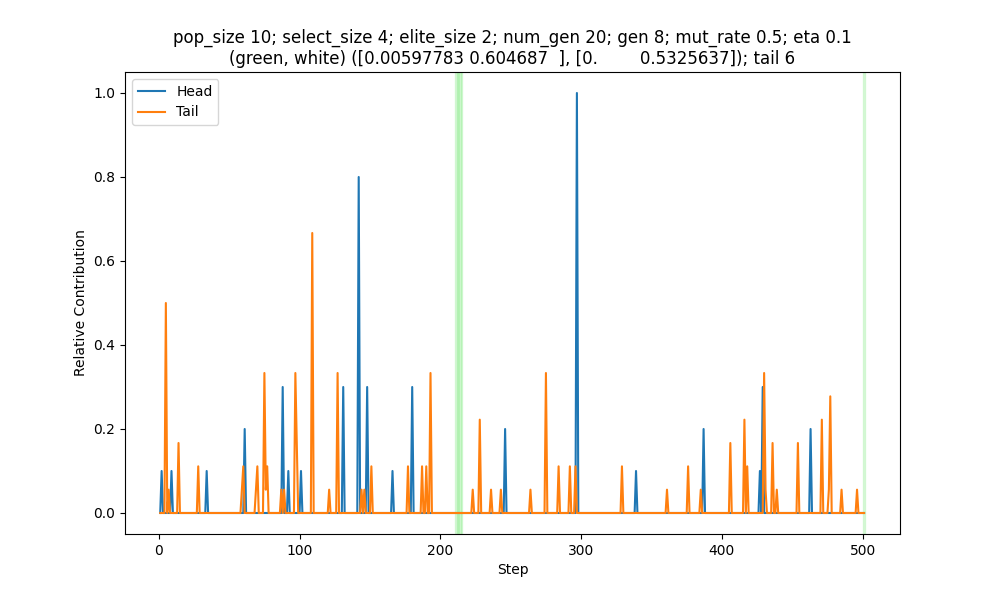 pop_size 10; select_size 4; elite_size 2; num_gen 20; gen 8; mut_rate 0.5; eta 0.1
(green, white) ([0.00597783 0.604687  ], [0.        0.5325637]); tail 6
Head
Tail
1.0
0.8
0.6
0.4
0.2
0.0
Relative Contribution
0 100 200 300 400 500
Step